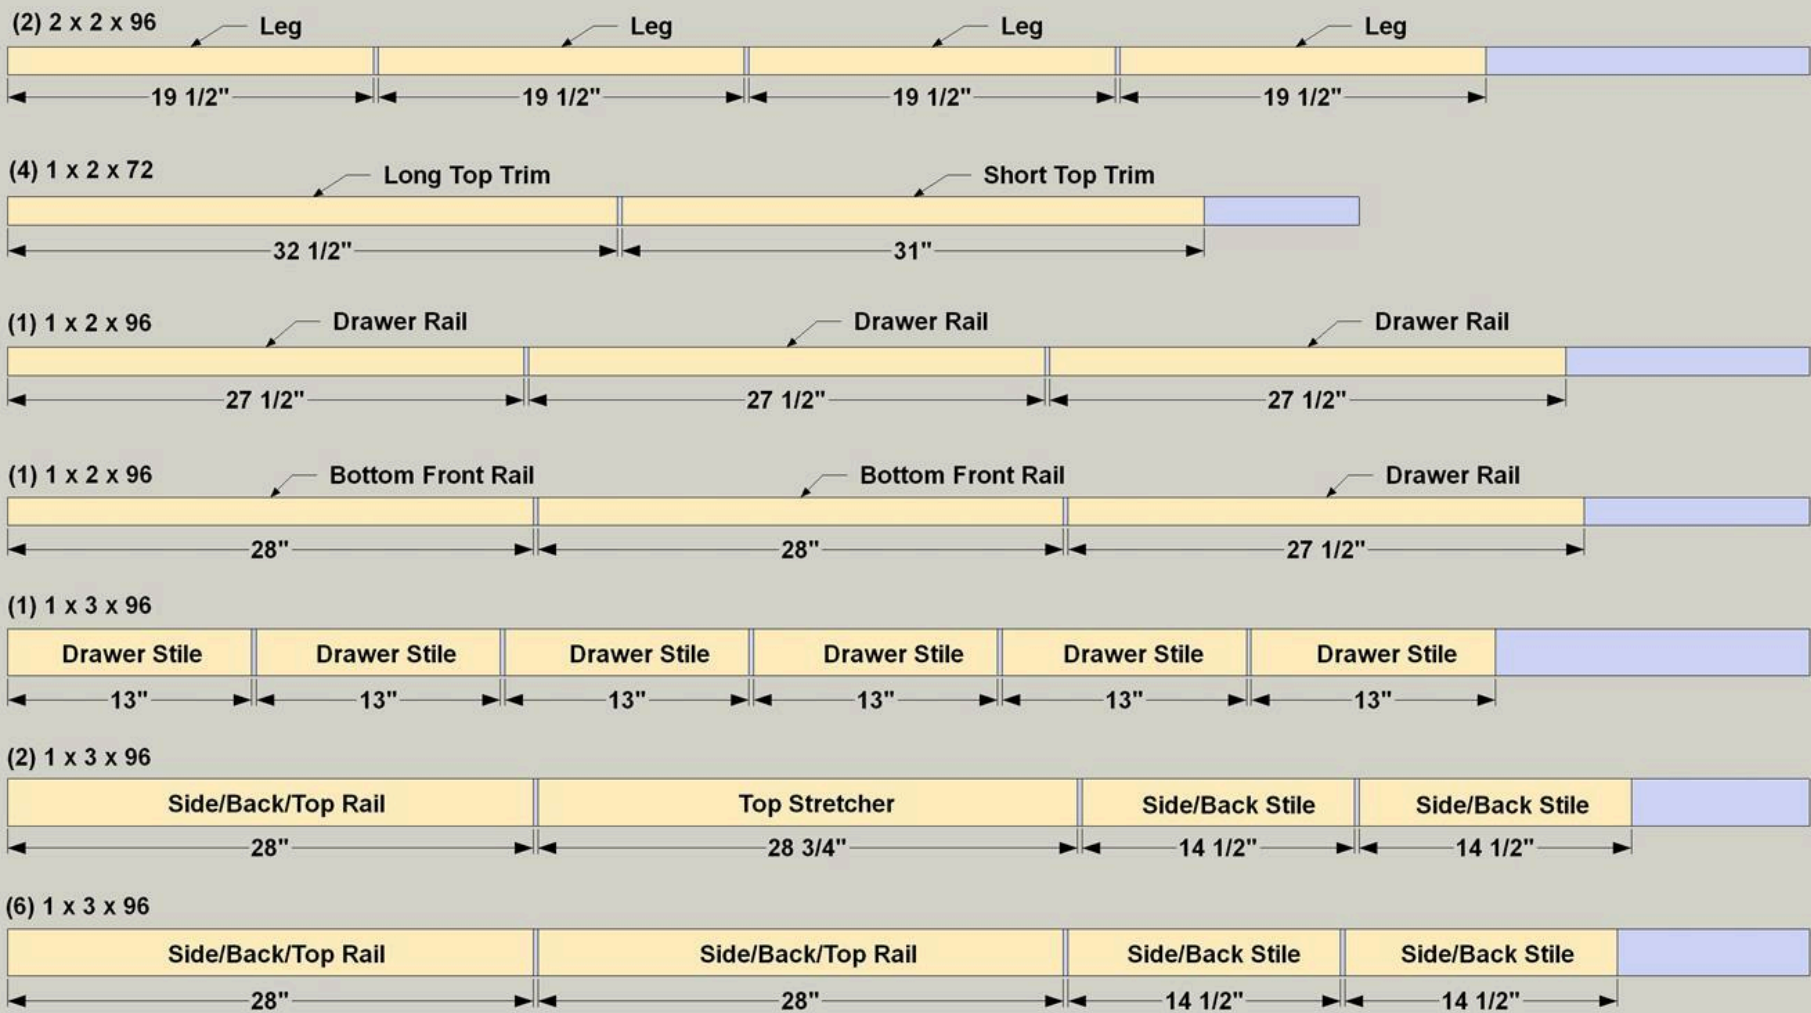 (2) 2 x 2 x 96
Leg Leg Leg Leg
19 1/2" 19 1/2" 19 1/2" 19 1/2"
(4) 1 x 2 x 72
Long Top Trim Short Top Trim
32 1/2" 31"
(1) 1 x 2 x 96
Drawer Rail Drawer Rail Drawer Rail
27 1/2" 27 1/2" 27 1/2"
(1) 1 x 2 x 96
Bottom Front Rail Bottom Front Rail Drawer Rail
28" 28" 27 1/2"
(1) 1 x 3 x 96
Drawer Stile Drawer Stile Drawer Stile Drawer Stile Drawer Stile Drawer Stile
13" 13" 13" 13" 13" 13"
(2) 1 x 3 x 96
Side/Back/Top Rail Top Stretcher Side/Back Stile Side/Back Stile
28" 28 3/4" 14 1/2" 14 1/2"
(6) 1 x 3 x 96
Side/Back/Top Rail Side/Back/Top Rail Side/Back Stile Side/Back Stile
28" 28" 14 1/2" 14 1/2"